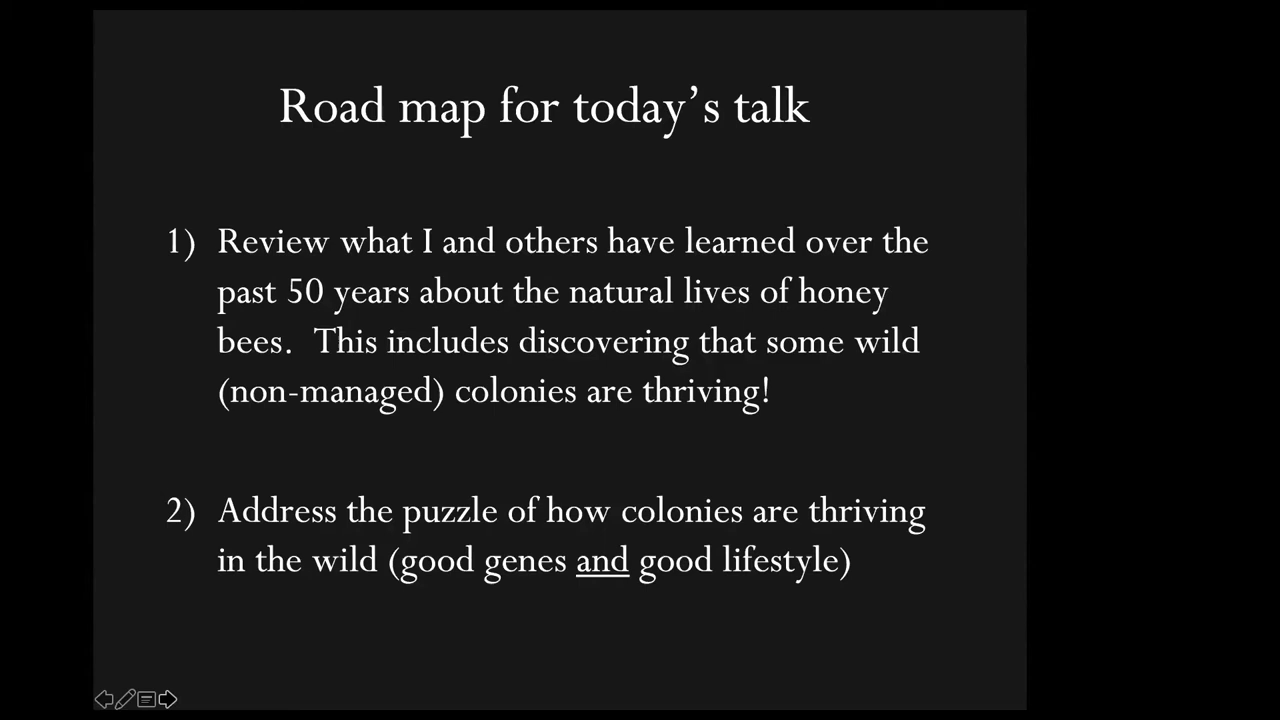 Road map for today’s talk
1) Review what I and others have learned over the
past 50 years about the natural lives of honey
bees.  This includes discovering that some wild
(non-managed) colonies are thriving!
2) Address the puzzle of how colonies are thriving
in the wild (good genes and good lifestyle)